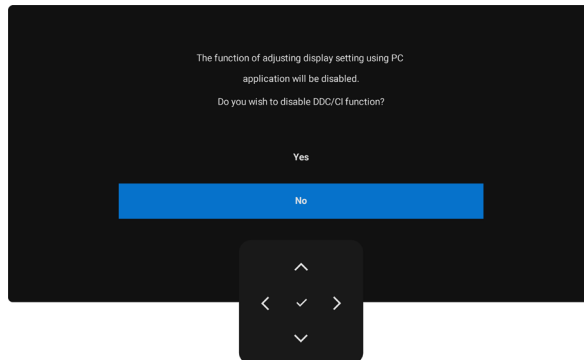 The function of adjusting display setting using PC
application will be disabled.
Do you wish to disable DDC/CI function?
Yes
No